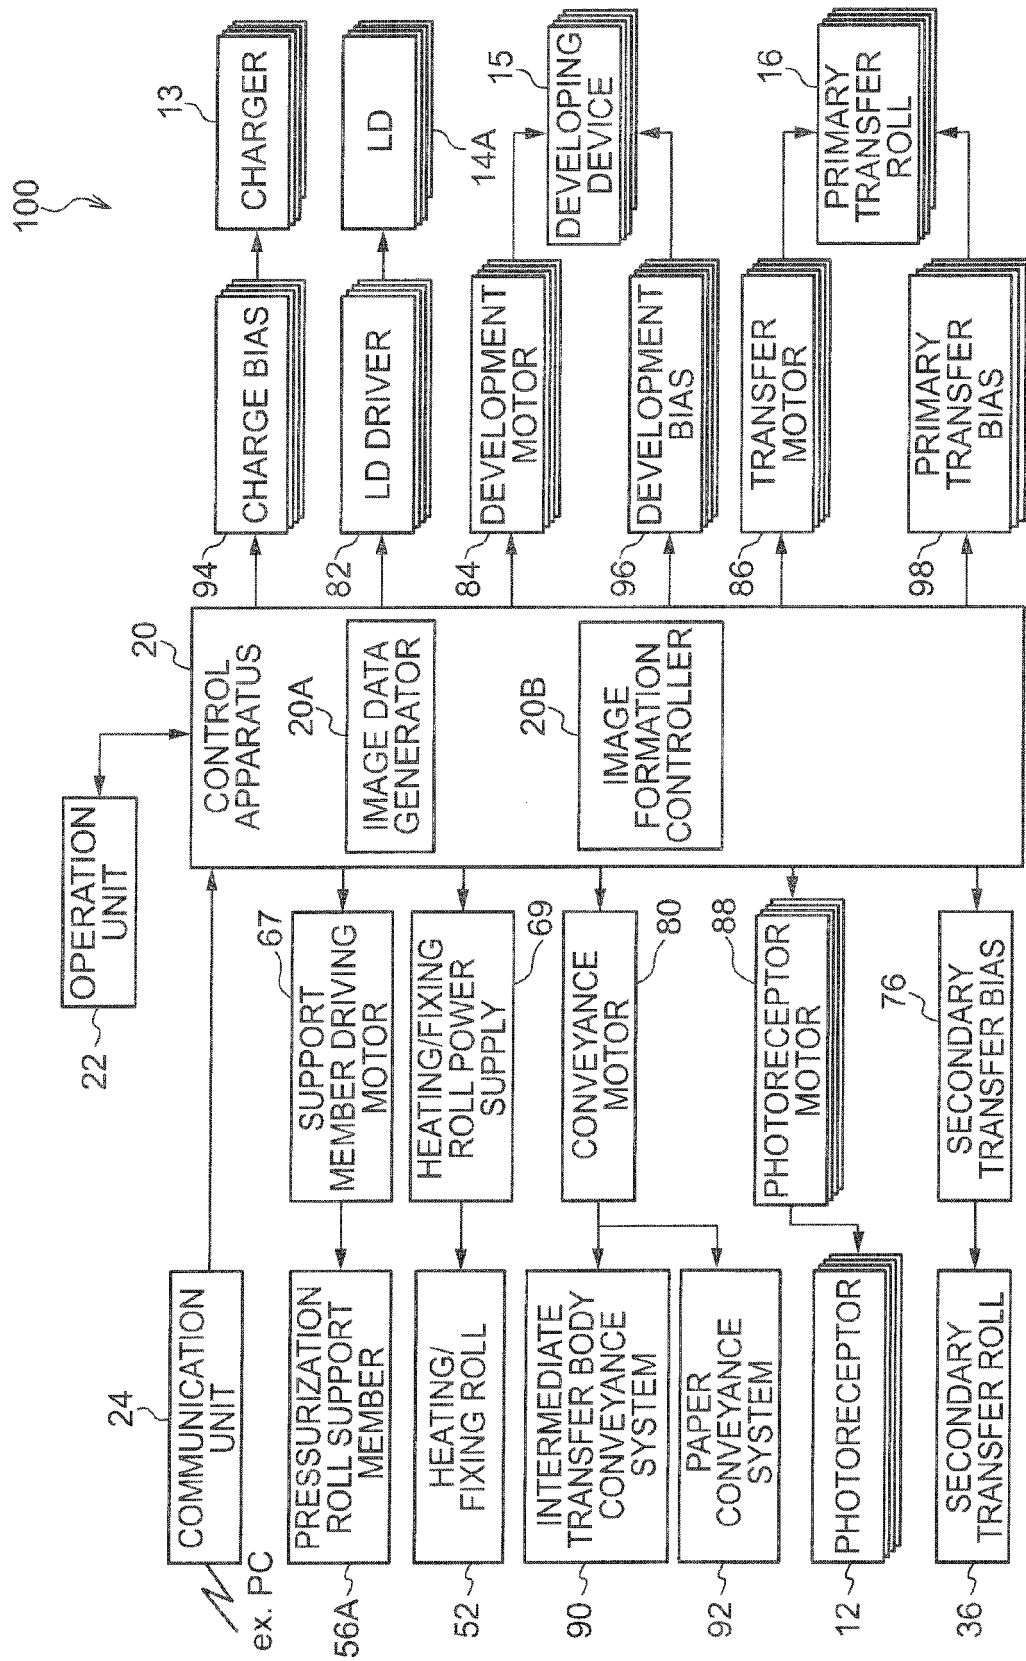 100
OPERATION
UNIT
22
24
COMMUNICATION
UNIT
ex. PC
20
CONTROL
APPARATUS
20A
IMAGE DATA
GENERATOR
20B
IMAGE
FORMATION
CONTROLLER
94
CHARGE BIAS
13
CHARGER
82
LD DRIVER
LD
14A
84
DEVELOPMENT
MOTOR
15
DEVELOPING
DEVICE
96
DEVELOPMENT
BIAS
86
TRANSFER
MOTOR
16
PRIMARY
TRANSFER
ROLL
98
PRIMARY
TRANSFER
BIAS
67
SUPPORT
MEMBER DRIVING
MOTOR
PRESSURIZATION
ROLL SUPPORT
MEMBER
56A
HEATING/FIXING
ROLL POWER
SUPPLY
69
HEATING/
FIXING ROLL
52
CONVEYANCE
MOTOR
80
INTERMEDIATE
TRANSFER BODY
CONVEYANCE
SYSTEM
90
PAPER
CONVEYANCE
SYSTEM
92
88
PHOTORECEPTOR
MOTOR
PHOTORECEPTOR
12
76
SECONDARY
TRANSFER BIAS
SECONDARY
TRANSFER ROLL
36